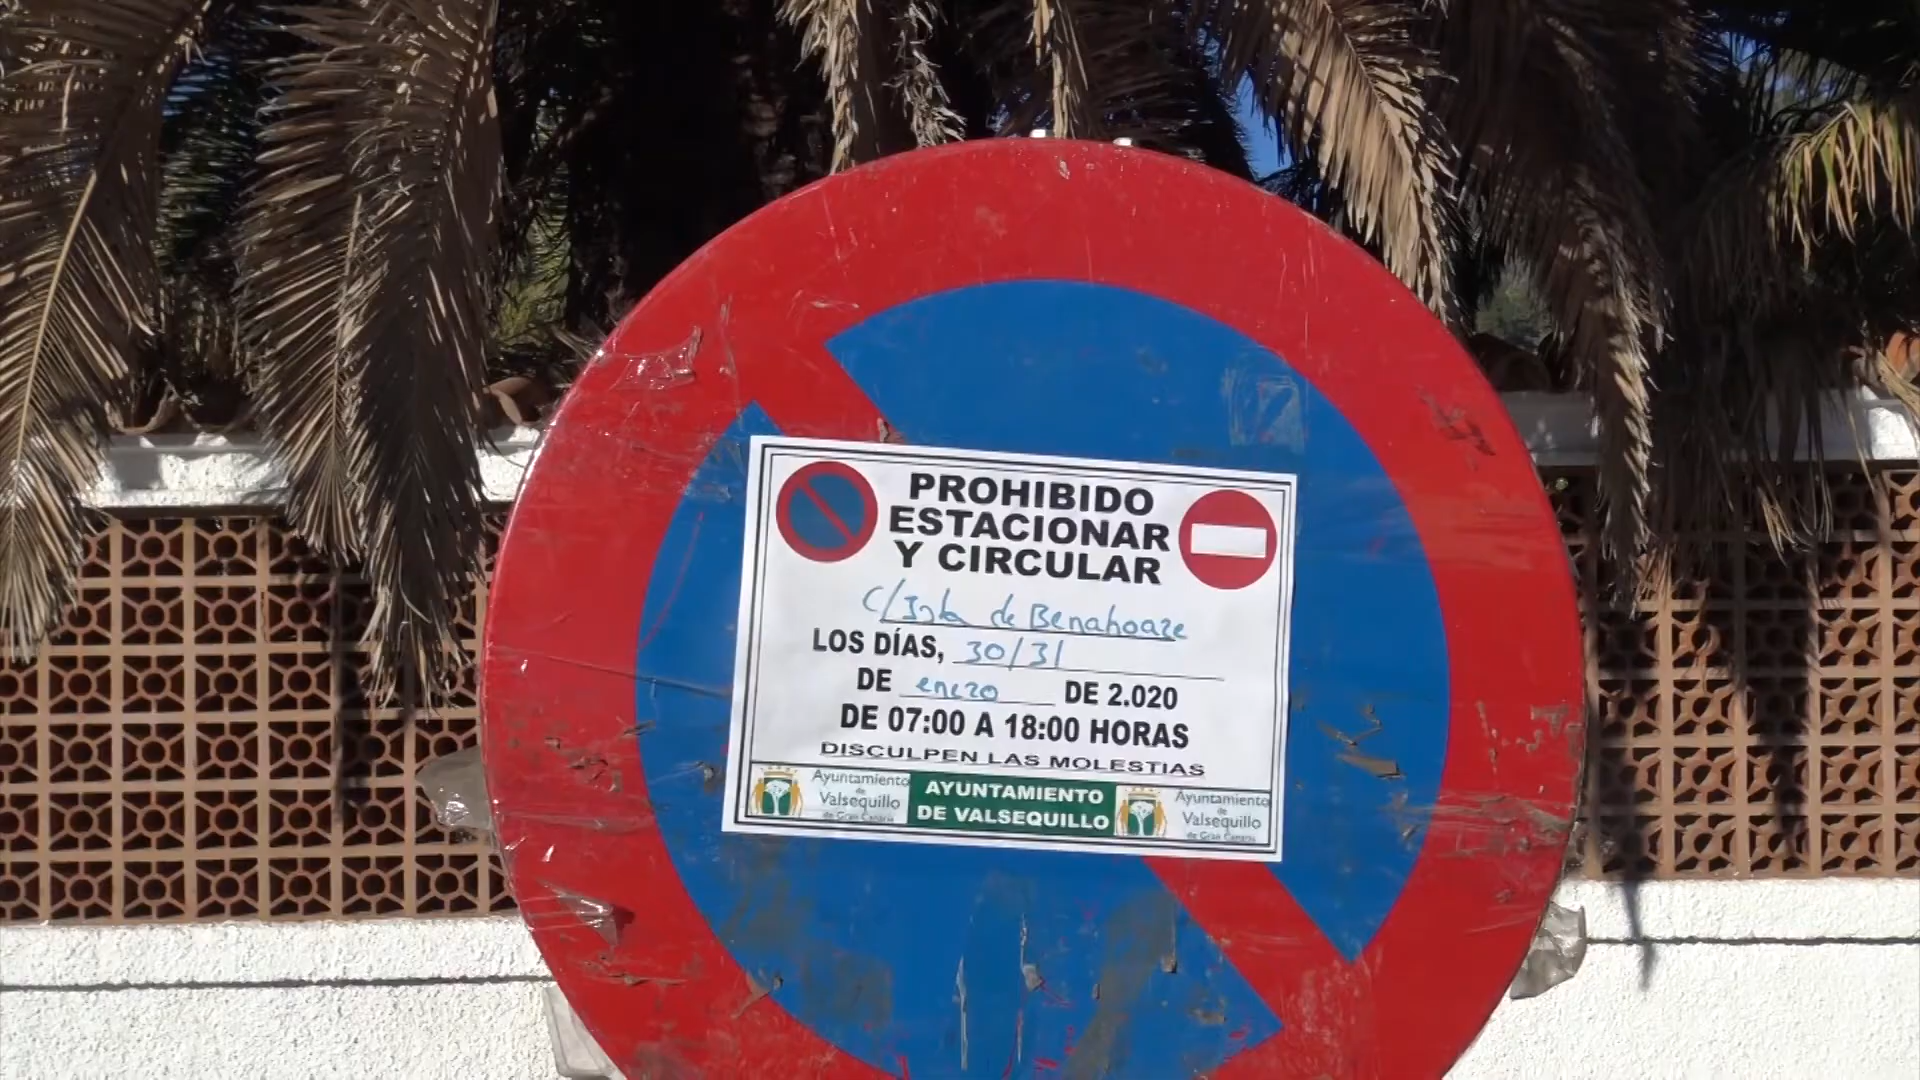 PROHIBIDO
ESTACIONAR
Y CIRCULAR
C/Isla de Benahoare
LOS DÍAS, 30/31
DE enero DE 2.020
DE 07:00 A 18:00 HORAS
DISCULPEN LAS MOLESTIAS
Ayuntamiento
de
Valsequillo
de Gran Canaria
AYUNTAMIENTO
DE VALSEQUILLO
Ayuntamiento
de
Valsequillo
de Gran Canaria